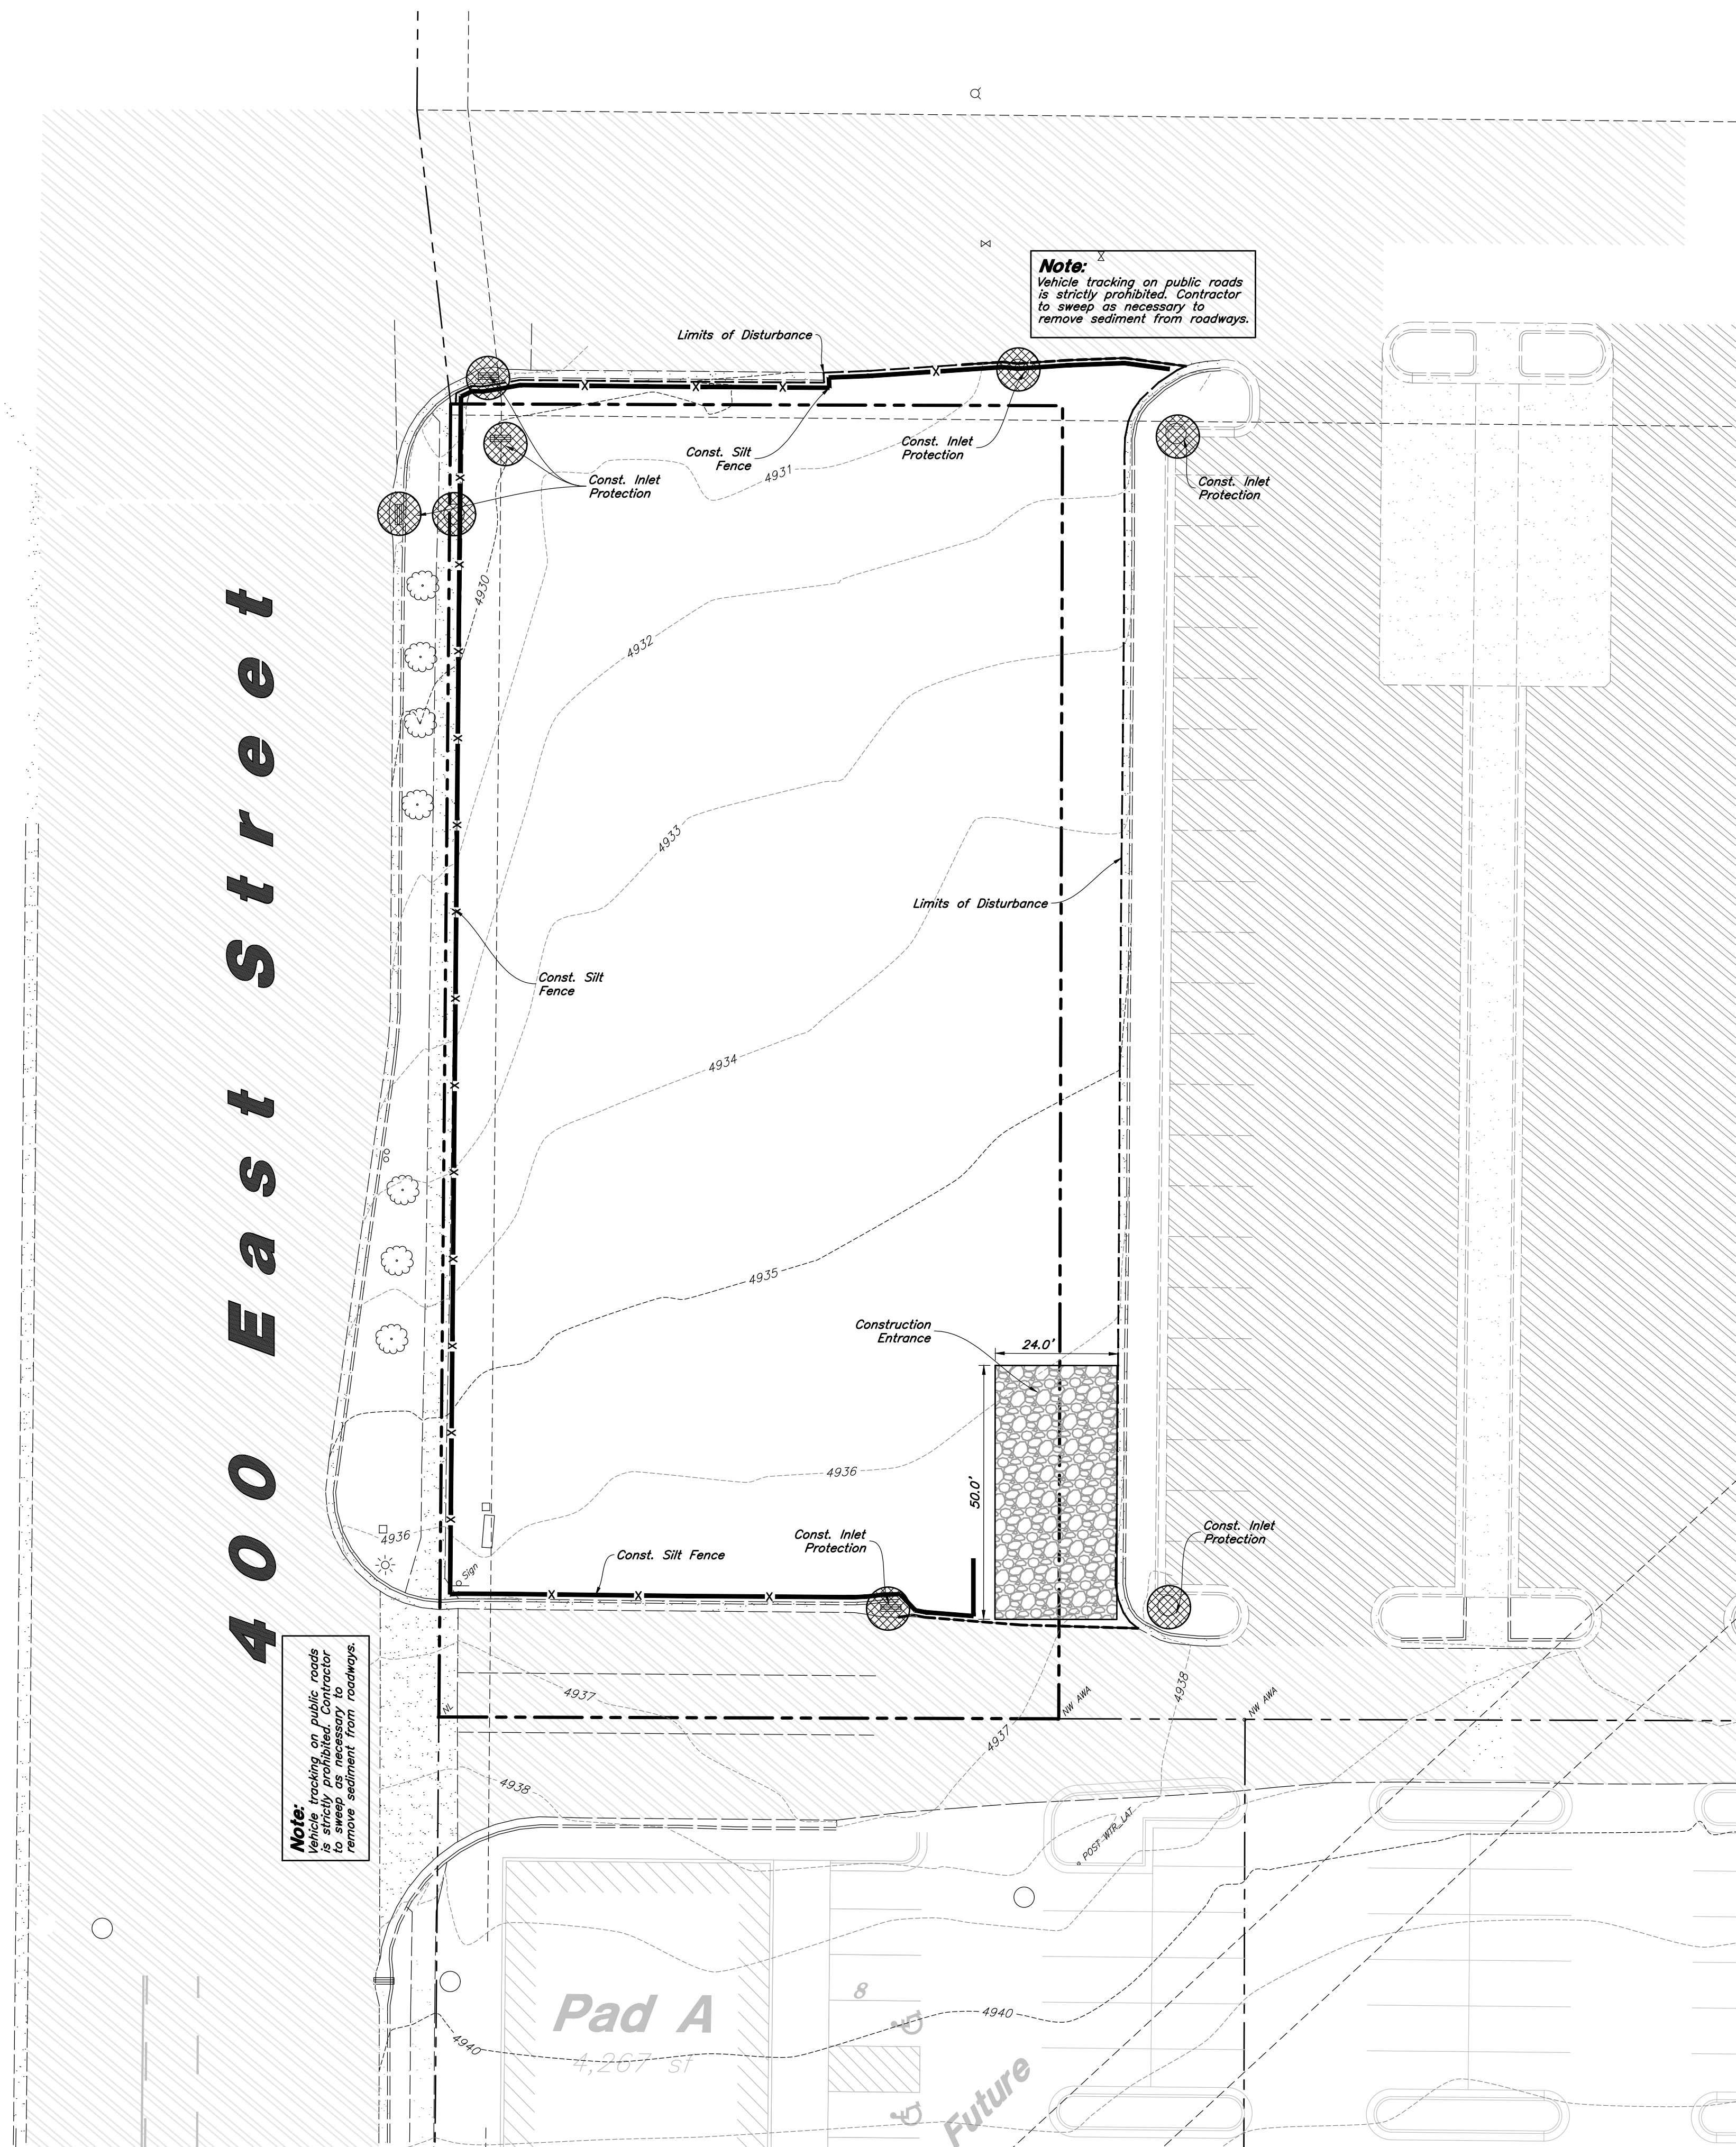 Note:
Vehicle tracking on public roads
is strictly prohibited. Contractor
to sweep as necessary to
remove sediment from roadways.
Limits of Disturbance
Const. Silt
Fence
4931
Const. Inlet
Protection
Const. Inlet
Protection
Const. Inlet
Protection
4930
4932
4933
Limits of Disturbance
400 East Street
Const. Silt
Fence
4934
4935
Construction
Entrance
24.0'
50.0'
4936
4936
Const. Inlet
Protection
Const. Inlet
Protection
Const. Silt Fence
Sign
Note:
Vehicle tracking on public roads
is strictly prohibited. Contractor
to sweep as necessary to
remove sediment from roadways.
4937
4938
NL
NW AWA
NW AWA
4937
4938
POST WTR LAT
Pad A
4,267 sf
8
4940
4940
Future